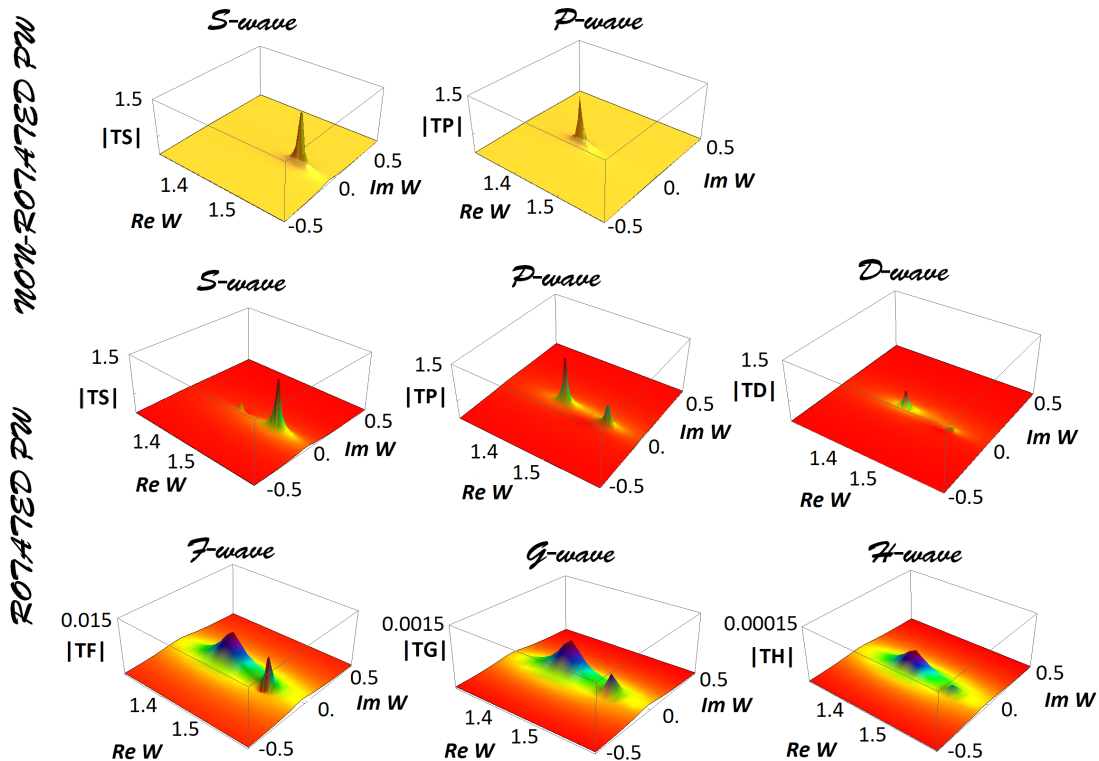 NON-ROTATED PW
S-wave
P-wave
1.5
|TS|
1.4
1.5
Re W
0.5
0.
Im W
-0.5
1.5
|TP|
1.4
1.5
Re W
0.5
0.
Im W
-0.5
ROTATED PW
S-wave
P-wave
D-wave
1.5
|TS|
1.4
1.5
Re W
0.5
0.
Im W
-0.5
1.5
|TP|
1.4
1.5
Re W
0.5
0.
Im W
-0.5
1.5
|TD|
1.4
1.5
Re W
0.5
0.
Im W
-0.5
F-wave
G-wave
H-wave
0.015
|TF|
1.4
1.5
Re W
0.5
0.
Im W
-0.5
0.0015
|TG|
1.4
1.5
Re W
0.5
0.
Im W
-0.5
0.00015
|TH|
1.4
1.5
Re W
0.5
0.
Im W
-0.5